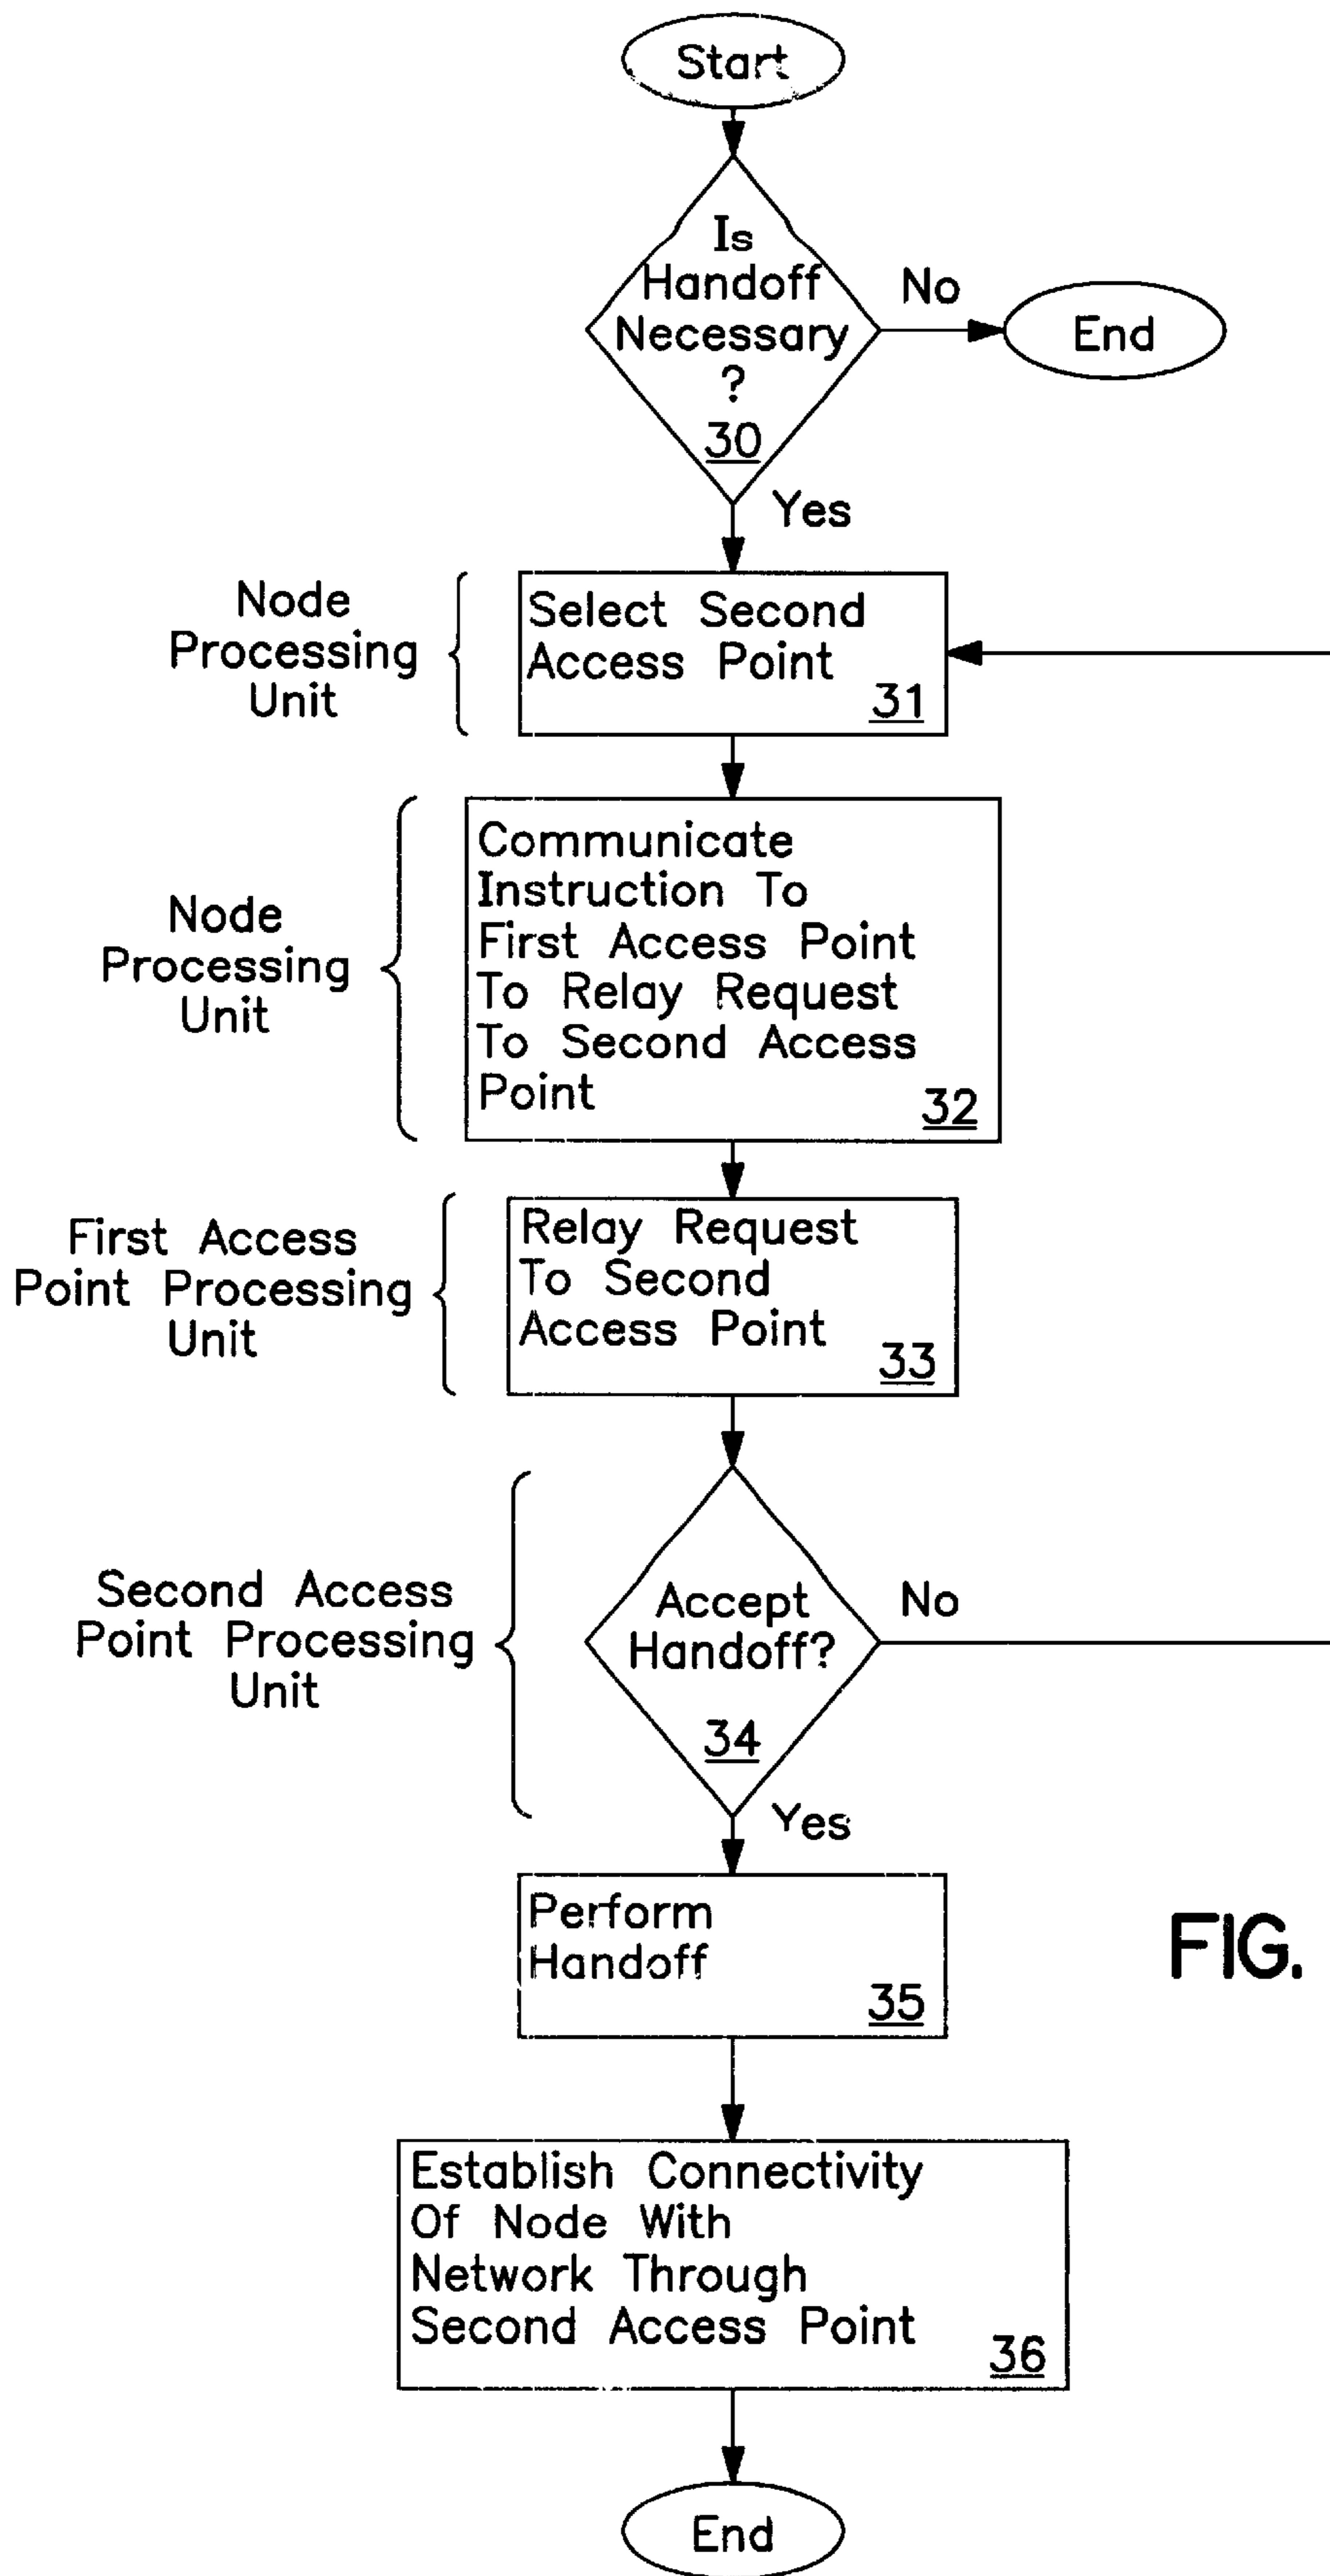 Start
Is
Handoff
Necessary
?
30
No
End
Yes
Node
Processing
Unit
Select Second
Access Point
31
Node
Processing
Unit
Communicate
Instruction To
First Access Point
To Relay Request
To Second Access
Point
32
First Access
Point Processing
Unit
Relay Request
To Second
Access Point
33
Second Access
Point Processing
Unit
Accept
Handoff?
34
No
Yes
Perform
Handoff
35
FIG.
Establish Connectivity
Of Node With
Network Through
Second Access Point
36
End